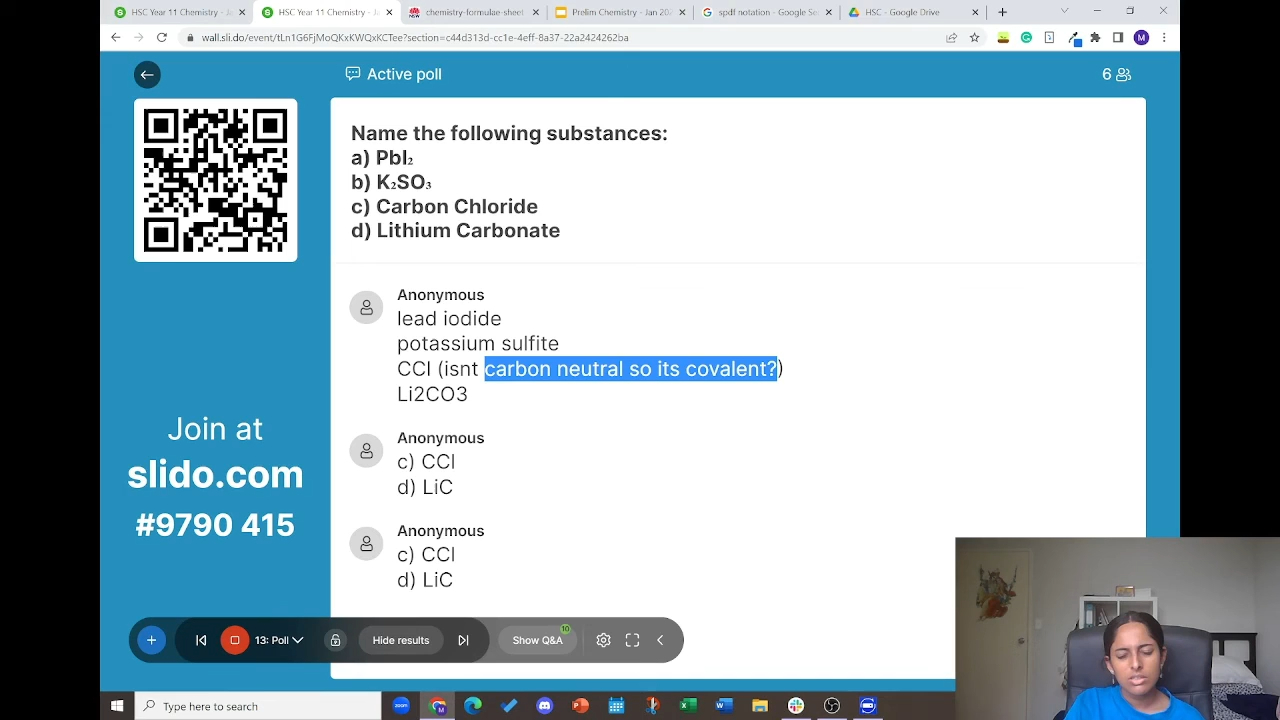 HSC Year 11 Chemistry - J
HSC Year 11 Chemistry - J
chemistry-formulae-sheet
Prelim Chemistry - Jan 202
spdf notation - Google Se
HSC - Google Drive
wall.sli.do/event/tLn1G6FjMoQKxKWQxKCTee?section=c44d313d-cc1e-4eff-8a37-22a2424262ba
M
Active poll
6
Name the following substances:
a) PbI₂
b) K₂SO₃
c) Carbon Chloride
d) Lithium Carbonate
Anonymous
lead iodide
potassium sulfite
CCl (isnt carbon neutral so its covalent?)
Li2CO3
Anonymous
c) CCl
d) LiC
Anonymous
c) CCl
d) LiC
Join at
slido.com
#9790 415
13: Poll
Hide results
Show Q&A
10
Type here to search
zoom